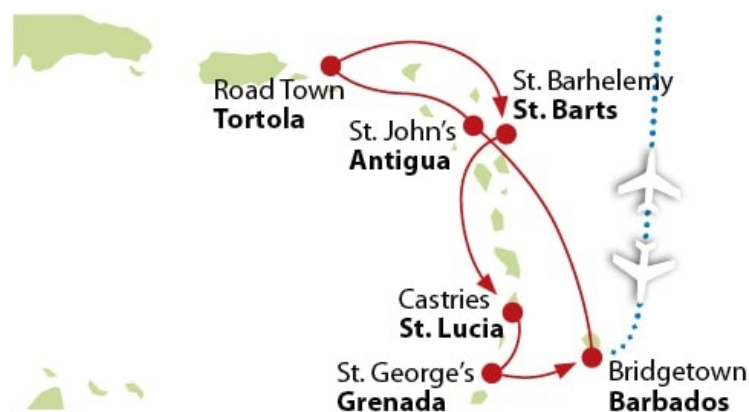 Road Town
Tortola
St. Barhelemy
St. Barts
St. John's
Antigua
Castries
St. Lucia
St. George's
Grenada
Bridgetown
Barbados